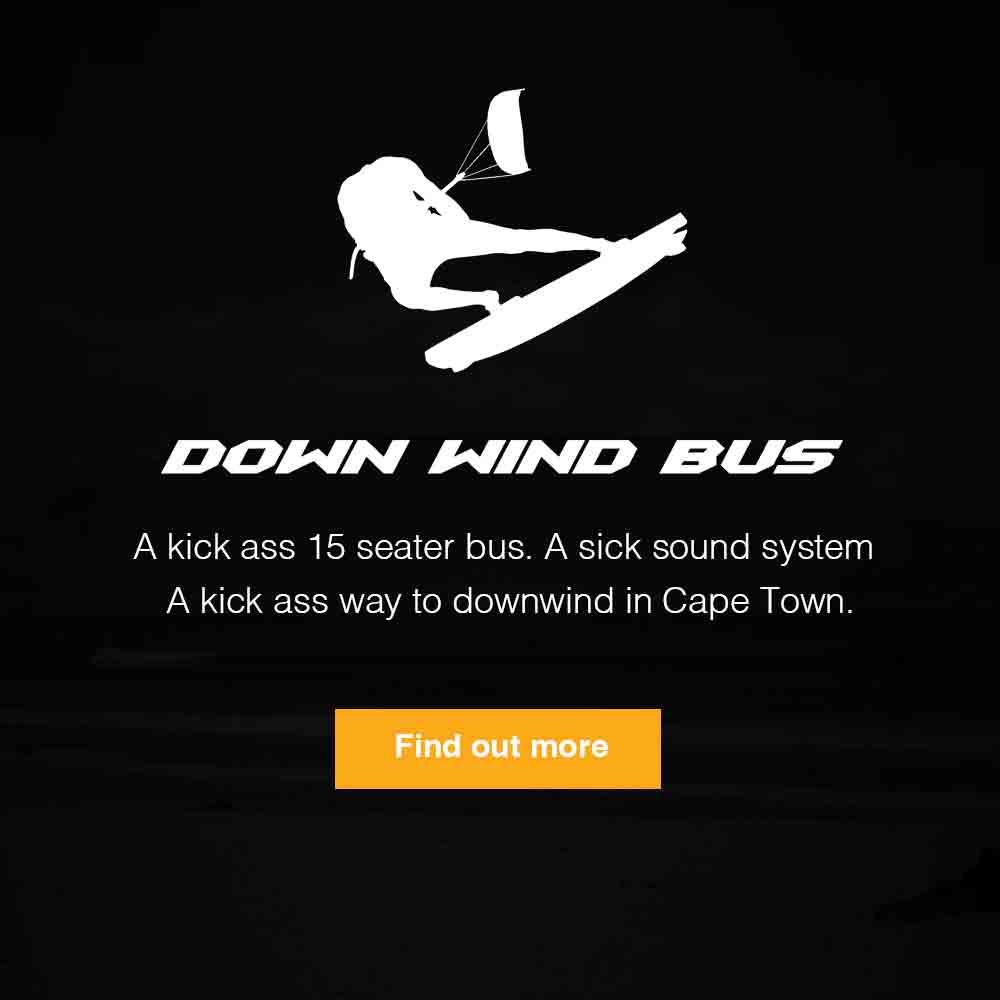 DOWN WIND BUS
A kick ass 15 seater bus. A sick sound system
A kick ass way to downwind in Cape Town.
Find out more